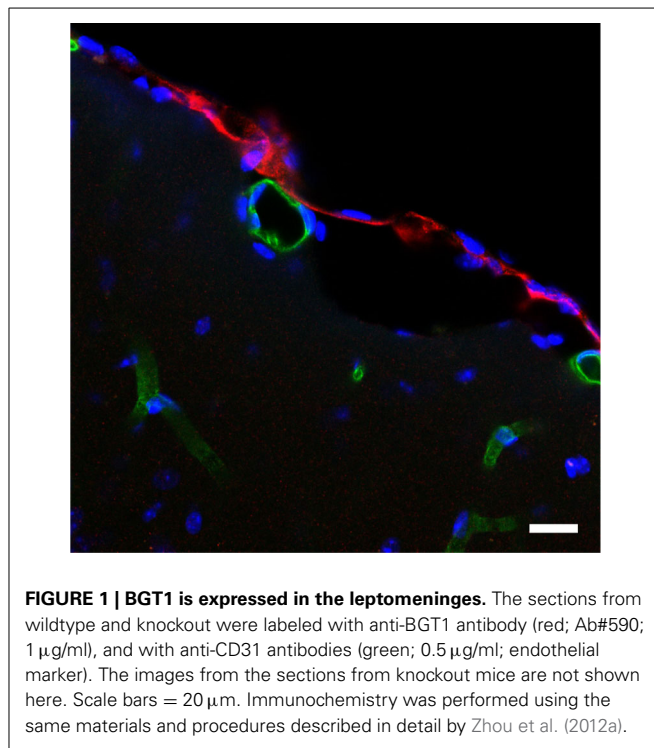 FIGURE 1 | BGT1 is expressed in the leptomeninges. The sections from
wildtype and knockout were labeled with anti-BGT1 antibody (red; Ab#590;
1 μg/ml), and with anti-CD31 antibodies (green; 0.5 μg/ml; endothelial
marker). The images from the sections from knockout mice are not shown
here. Scale bars = 20 μm. Immunochemistry was performed using the
same materials and procedures described in detail by Zhou et al. (2012a).